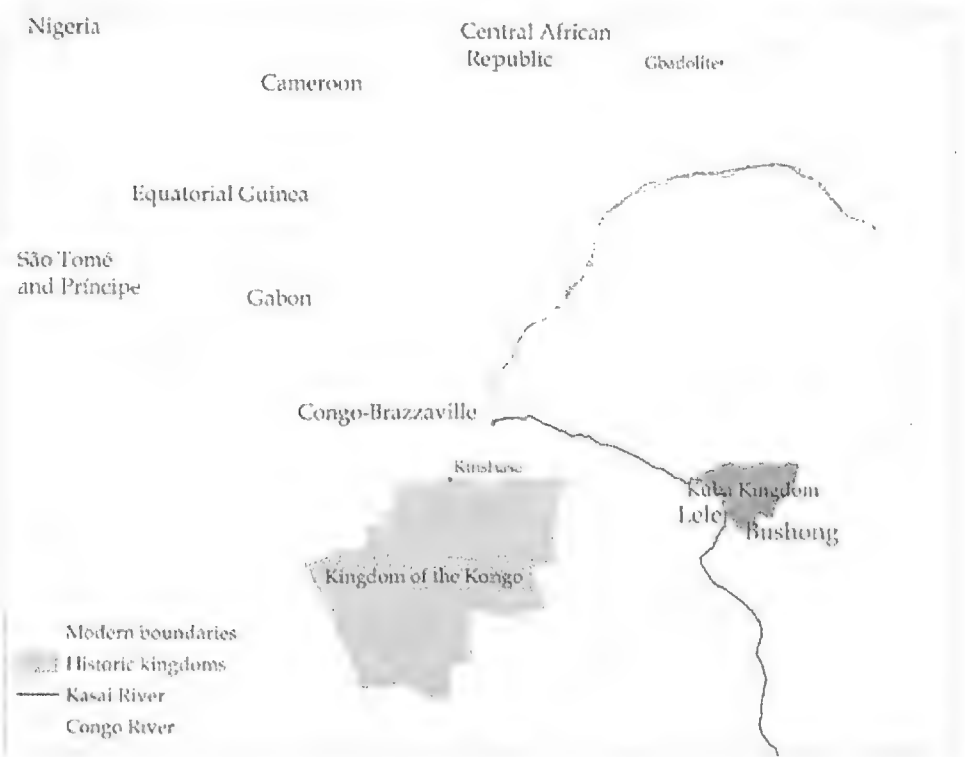 Nigeria
Central African
Republic
Gbadolite
Cameroon
Equatorial Guinea
São Tomé
and Príncipe
Gabon
Congo-Brazzaville
Kinshasa
Kuba Kingdom
Lele
Bushong
Kingdom of the Kongo
Modern boundaries
Historic kingdoms
Kasai River
Congo River